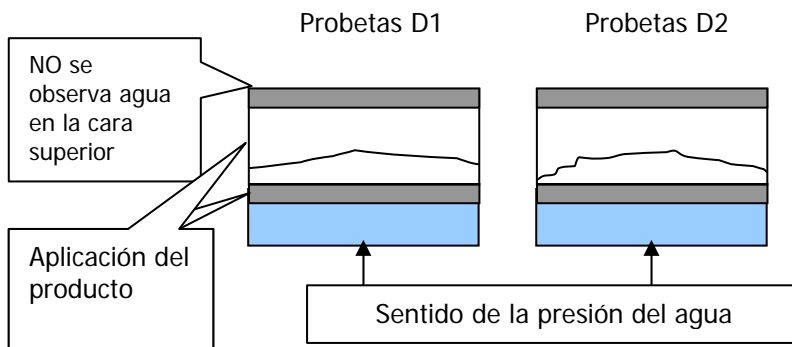 Probetas D1
Probetas D2
NO se
observa agua
en la cara
superior
Aplicación del
producto
Sentido de la presión del agua